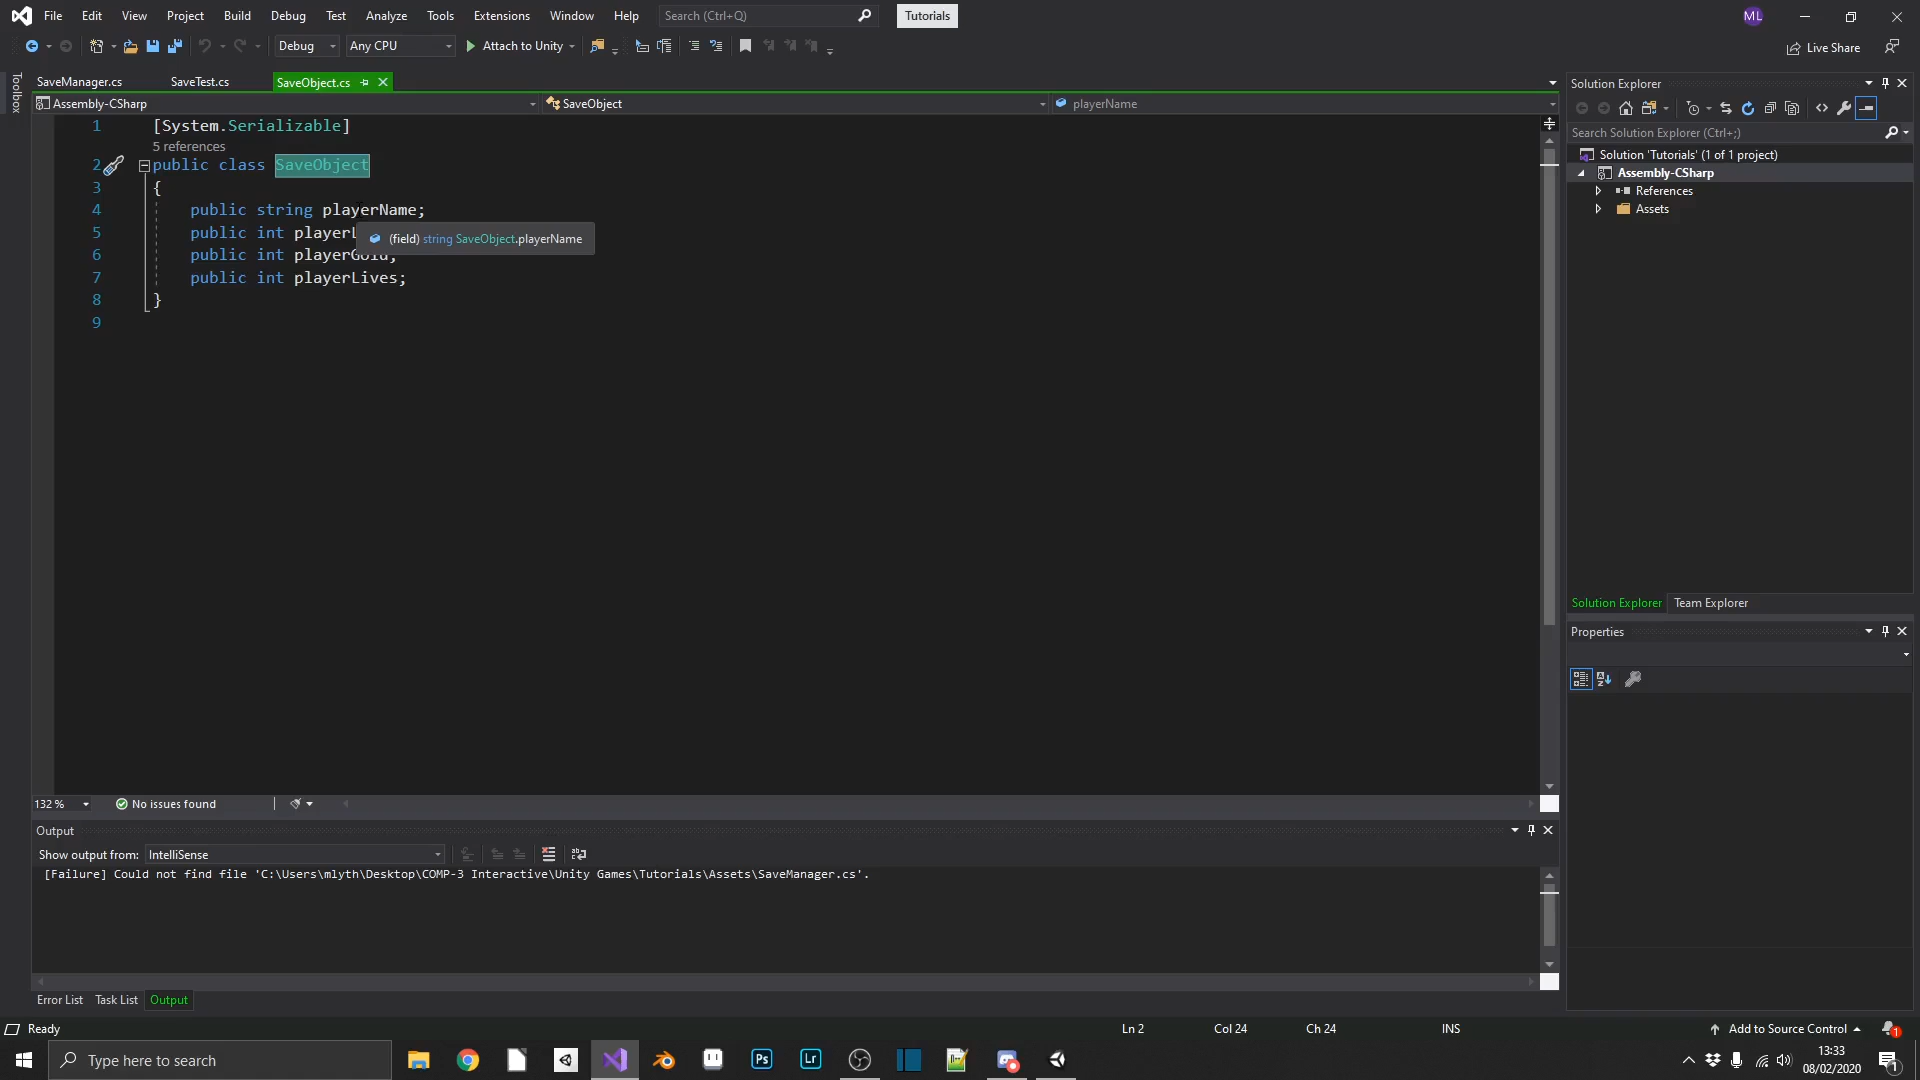 File Edit View Project Build Debug Test Analyze Tools Extensions Window Help Search (Ctrl+Q) Tutorials ML
Debug Any CPU Attach to Unity Live Share
Toolbox
SaveManager.cs SaveTest.cs SaveObject.cs
Assembly-CSharp SaveObject playerName
1 [System.Serializable]
5 references
2 public class SaveObject
3 {
4 public string playerName;
5 public int playerL
(field) string SaveObject.playerName
6 public int playerGold;
7 public int playerLives;
8 }
9
132 % No issues found
Output
Show output from: IntelliSense
[Failure] Could not find file 'C:\Users\mlyth\Desktop\COMP-3 Interactive\Unity Games\Tutorials\Assets\SaveManager.cs'.
Error List Task List Output
Solution Explorer
Search Solution Explorer (Ctrl+;)
Solution 'Tutorials' (1 of 1 project)
Assembly-CSharp
References
Assets
Solution Explorer Team Explorer
Properties
Ready Ln 2 Col 24 Ch 24 INS Add to Source Control 1
Type here to search Ps Lr 13:33
08/02/2020 1